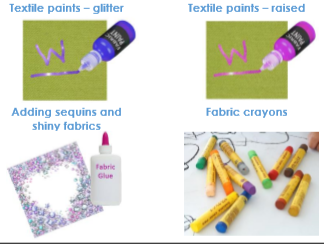 Textile paints – glitter
Textile paints – raised
W
W
Adding sequins and
shiny fabrics
Fabric crayons
Fabric
Glue